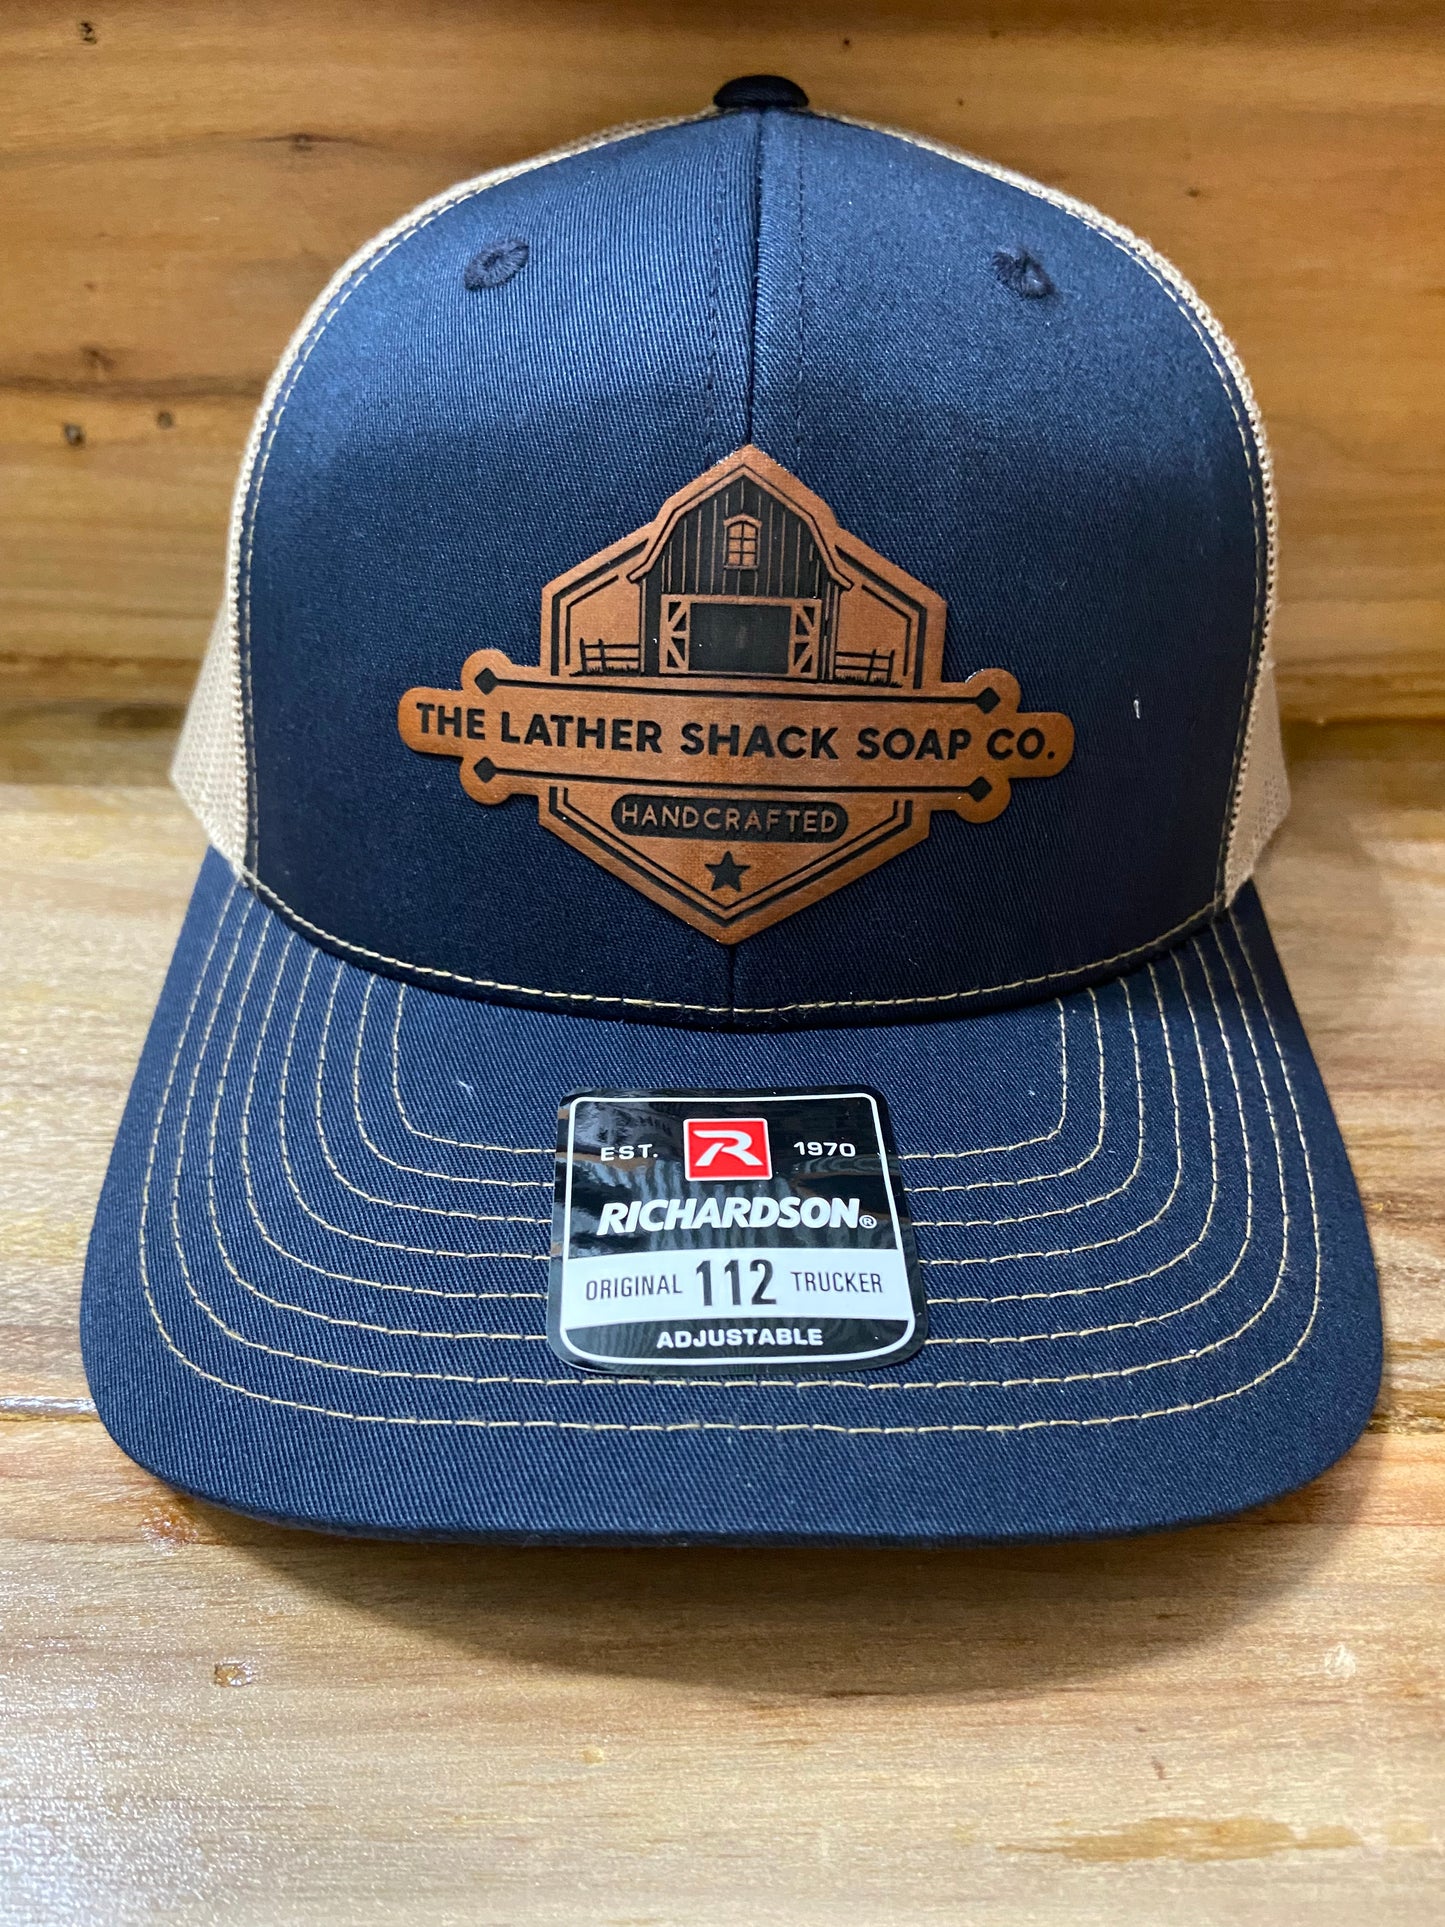 THE LATHER SHACK SOAP CO.
HANDCRAFTED
EST. R 1970
RICHARDSON®
ORIGINAL 112 TRUCKER
ADJUSTABLE